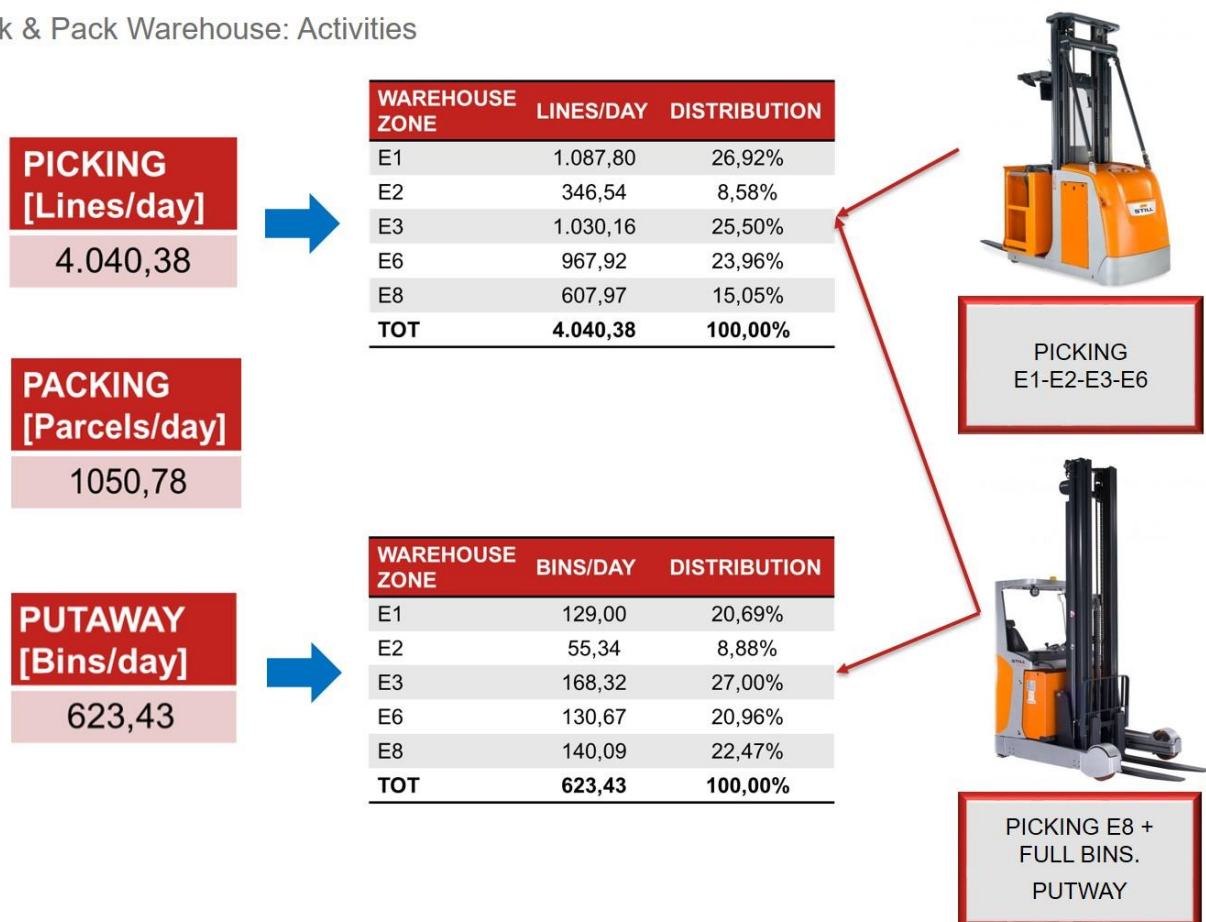 k & Pack Warehouse: Activities
PICKING
[Lines/day]
4.040,38
WAREHOUSE
ZONE LINES/DAY DISTRIBUTION
E1 1.087,80 26,92%
E2 346,54 8,58%
E3 1.030,16 25,50%
E6 967,92 23,96%
E8 607,97 15,05%
TOT 4.040,38 100,00%
STILL
PICKING
E1-E2-E3-E6
PACKING
[Parcels/day]
1050,78
PUTAWAY
[Bins/day]
623,43
WAREHOUSE
ZONE BINS/DAY DISTRIBUTION
E1 129,00 20,69%
E2 55,34 8,88%
E3 168,32 27,00%
E6 130,67 20,96%
E8 140,09 22,47%
TOT 623,43 100,00%
STILL
PICKING E8 +
FULL BINS.
PUTWAY